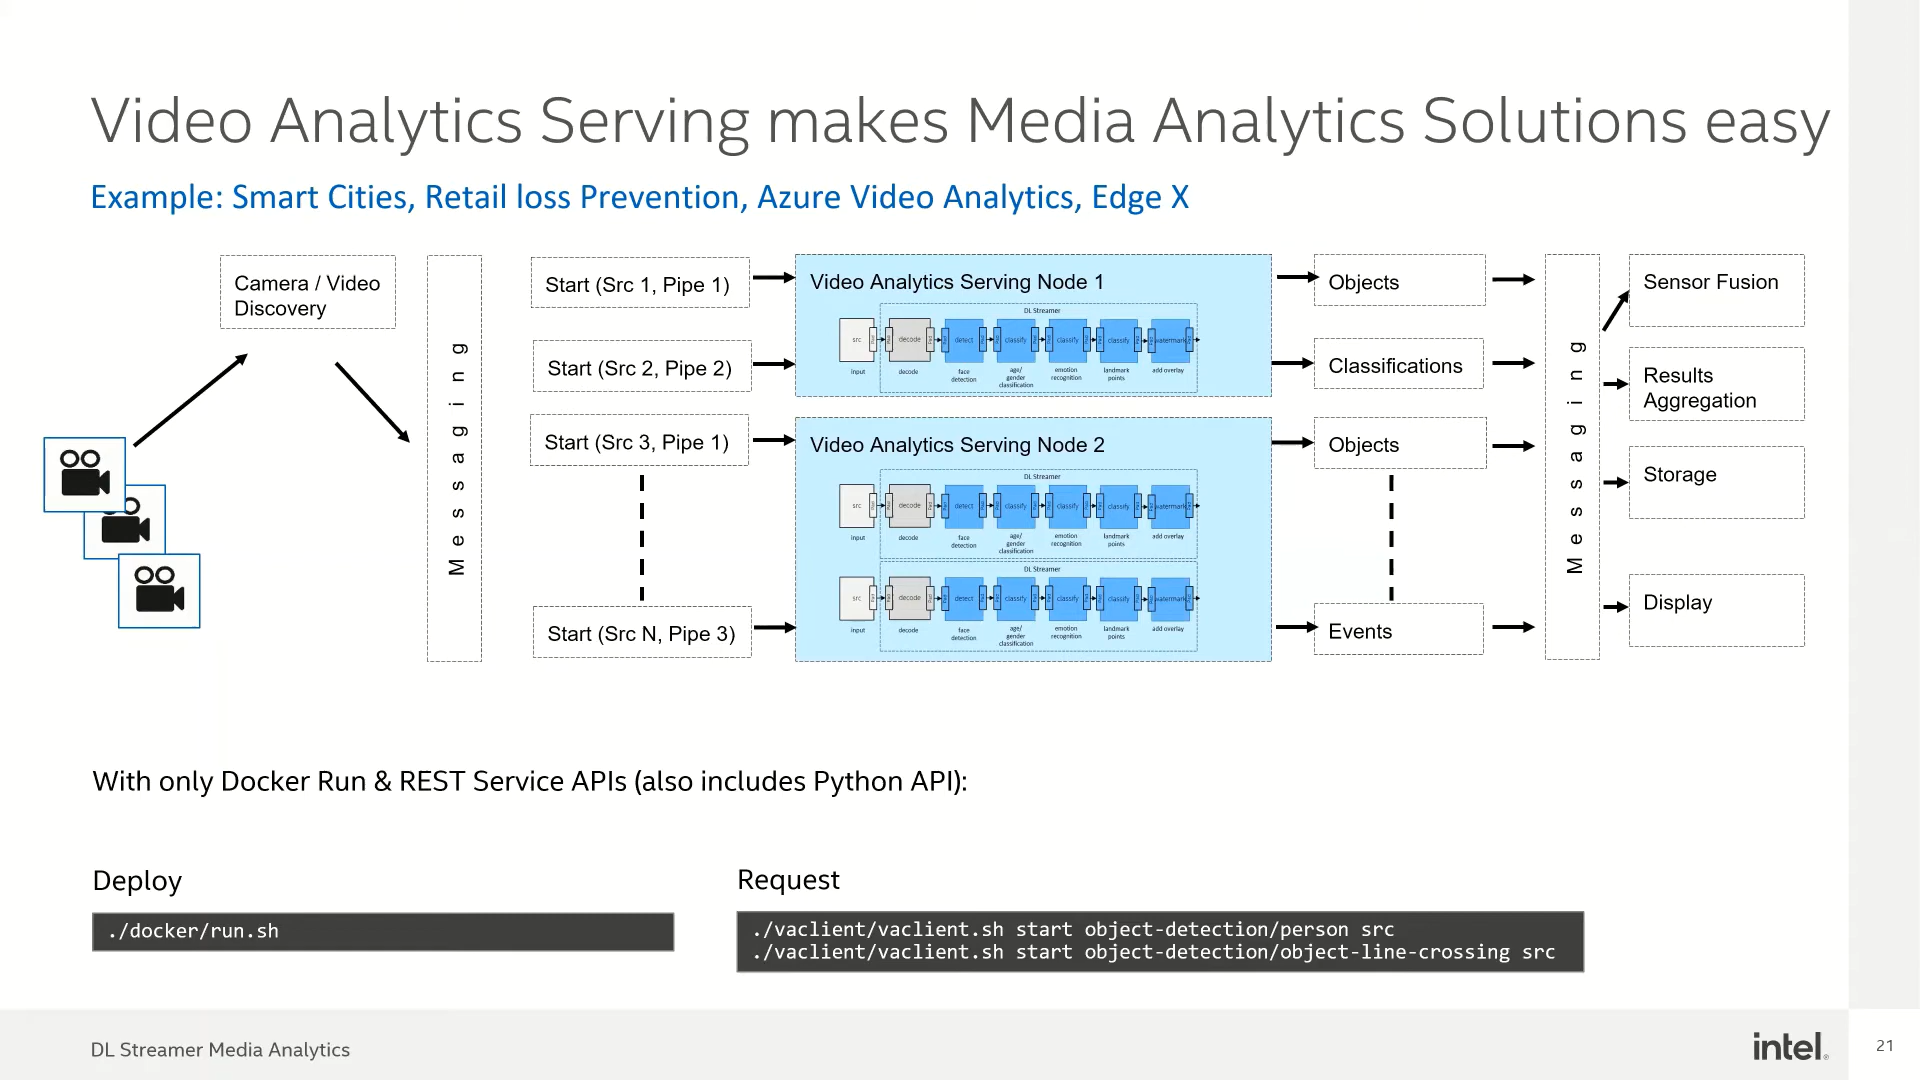 Video Analytics Serving makes Media Analytics Solutions easy
Example: Smart Cities, Retail loss Prevention, Azure Video Analytics, Edge X
Camera / Video
Discovery
Messaging
Start (Src 1, Pipe 1)
Start (Src 2, Pipe 2)
Start (Src 3, Pipe 1)
Start (Src N, Pipe 3)
Video Analytics Serving Node 1
DL Streamer
src
decode
detect
classify
classify
classify
watermark
input
decode
face
detection
age/
gender
classification
emotion
recognition
landmark
points
add overlay
Video Analytics Serving Node 2
DL Streamer
src
decode
detect
classify
classify
classify
watermark
input
decode
face
detection
age/
gender
classification
emotion
recognition
landmark
points
add overlay
DL Streamer
src
decode
detect
classify
classify
classify
watermark
input
decode
face
detection
age/
gender
classification
emotion
recognition
landmark
points
add overlay
Objects
Classifications
Objects
Events
Messaging
Sensor Fusion
Results
Aggregation
Storage
Display
With only Docker Run & REST Service APIs (also includes Python API):
Deploy
./docker/run.sh
Request
./vaclient/vaclient.sh start object-detection/person src
./vaclient/vaclient.sh start object-detection/object-line-crossing src
DL Streamer Media Analytics
intel
21